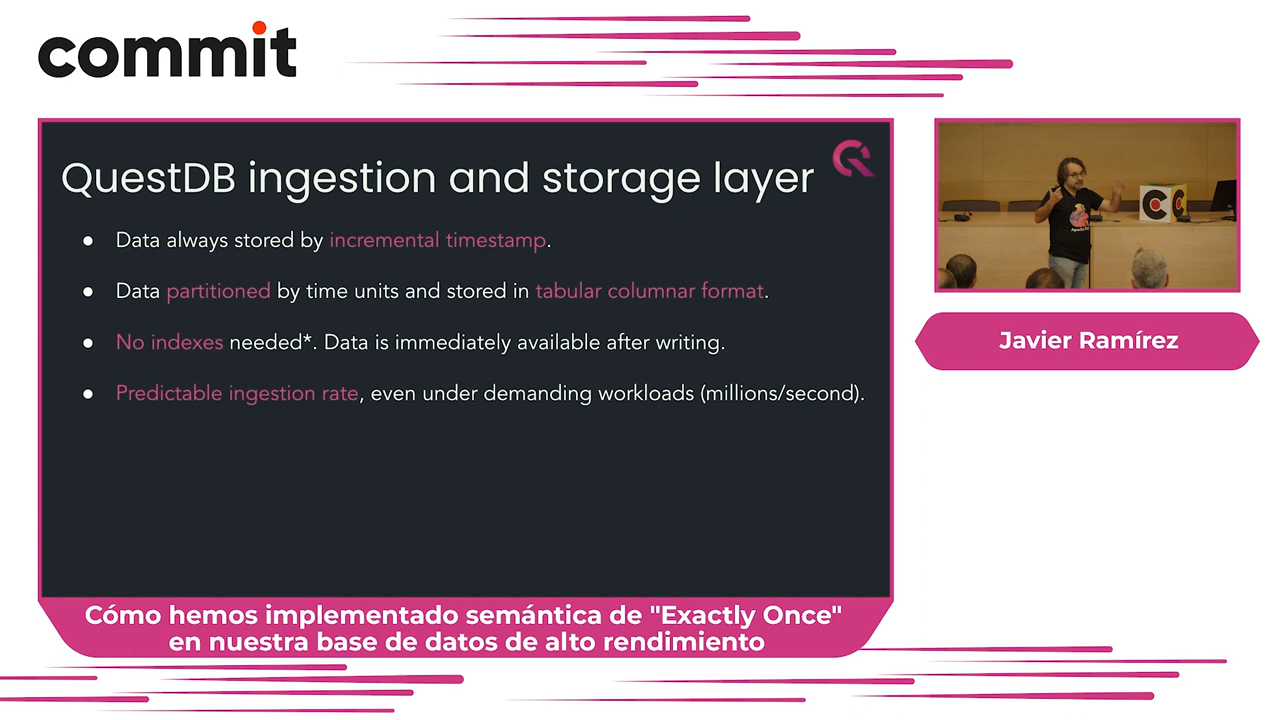 commit
QuestDB ingestion and storage layer
● Data always stored by incremental timestamp.
● Data partitioned by time units and stored in tabular columnar format.
● No indexes needed*. Data is immediately available after writing.
● Predictable ingestion rate, even under demanding workloads (millions/second).
Javier Ramírez
Cómo hemos implementado semántica de "Exactly Once"
en nuestra base de datos de alto rendimiento